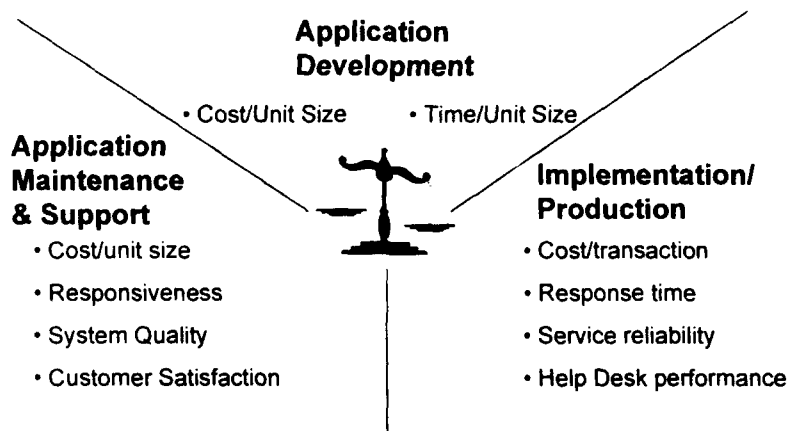 Application
Development
• Cost/Unit Size • Time/Unit Size
Application
Maintenance
& Support
• Cost/unit size
• Responsiveness
• System Quality
• Customer Satisfaction
Implementation/
Production
• Cost/transaction
• Response time
• Service reliability
• Help Desk performance